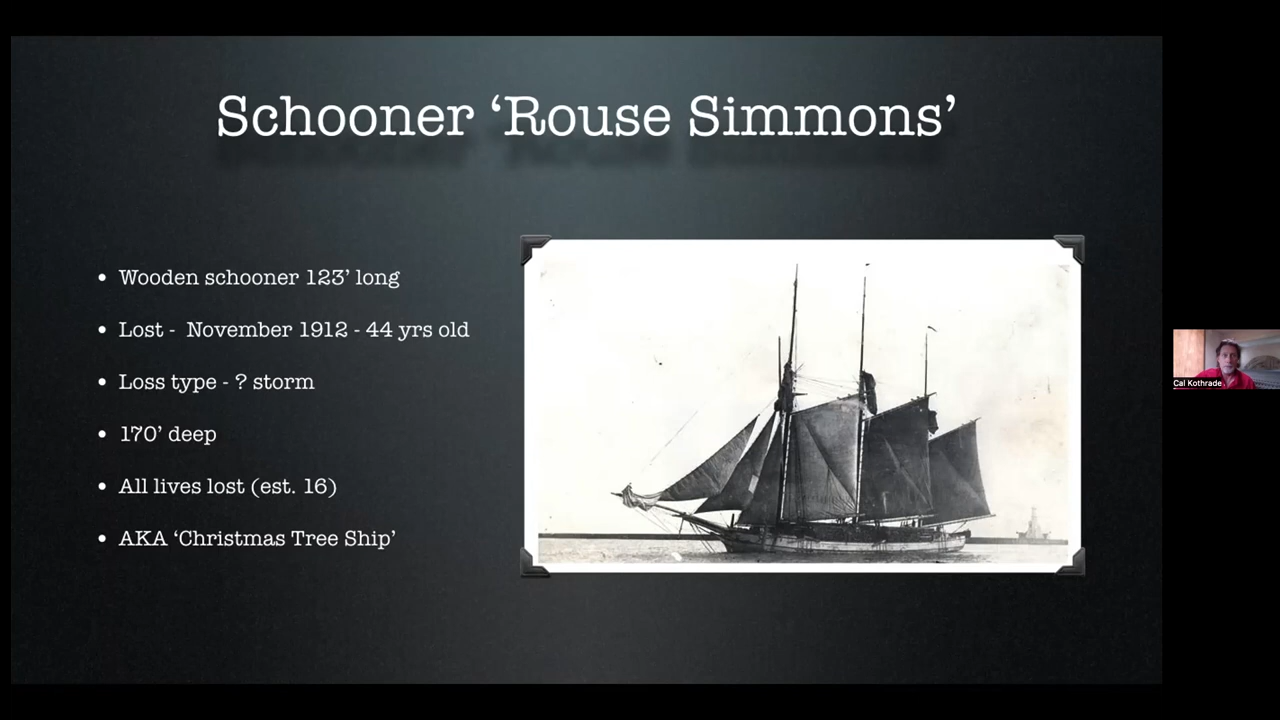 Schooner ‘Rouse Simmons’
• Wooden schooner 123’ long
• Lost - November 1912 - 44 yrs old
• Loss type - ? storm
• 170’ deep
• All lives lost (est. 16)
• AKA ‘Christmas Tree Ship’
Cal Kothrade